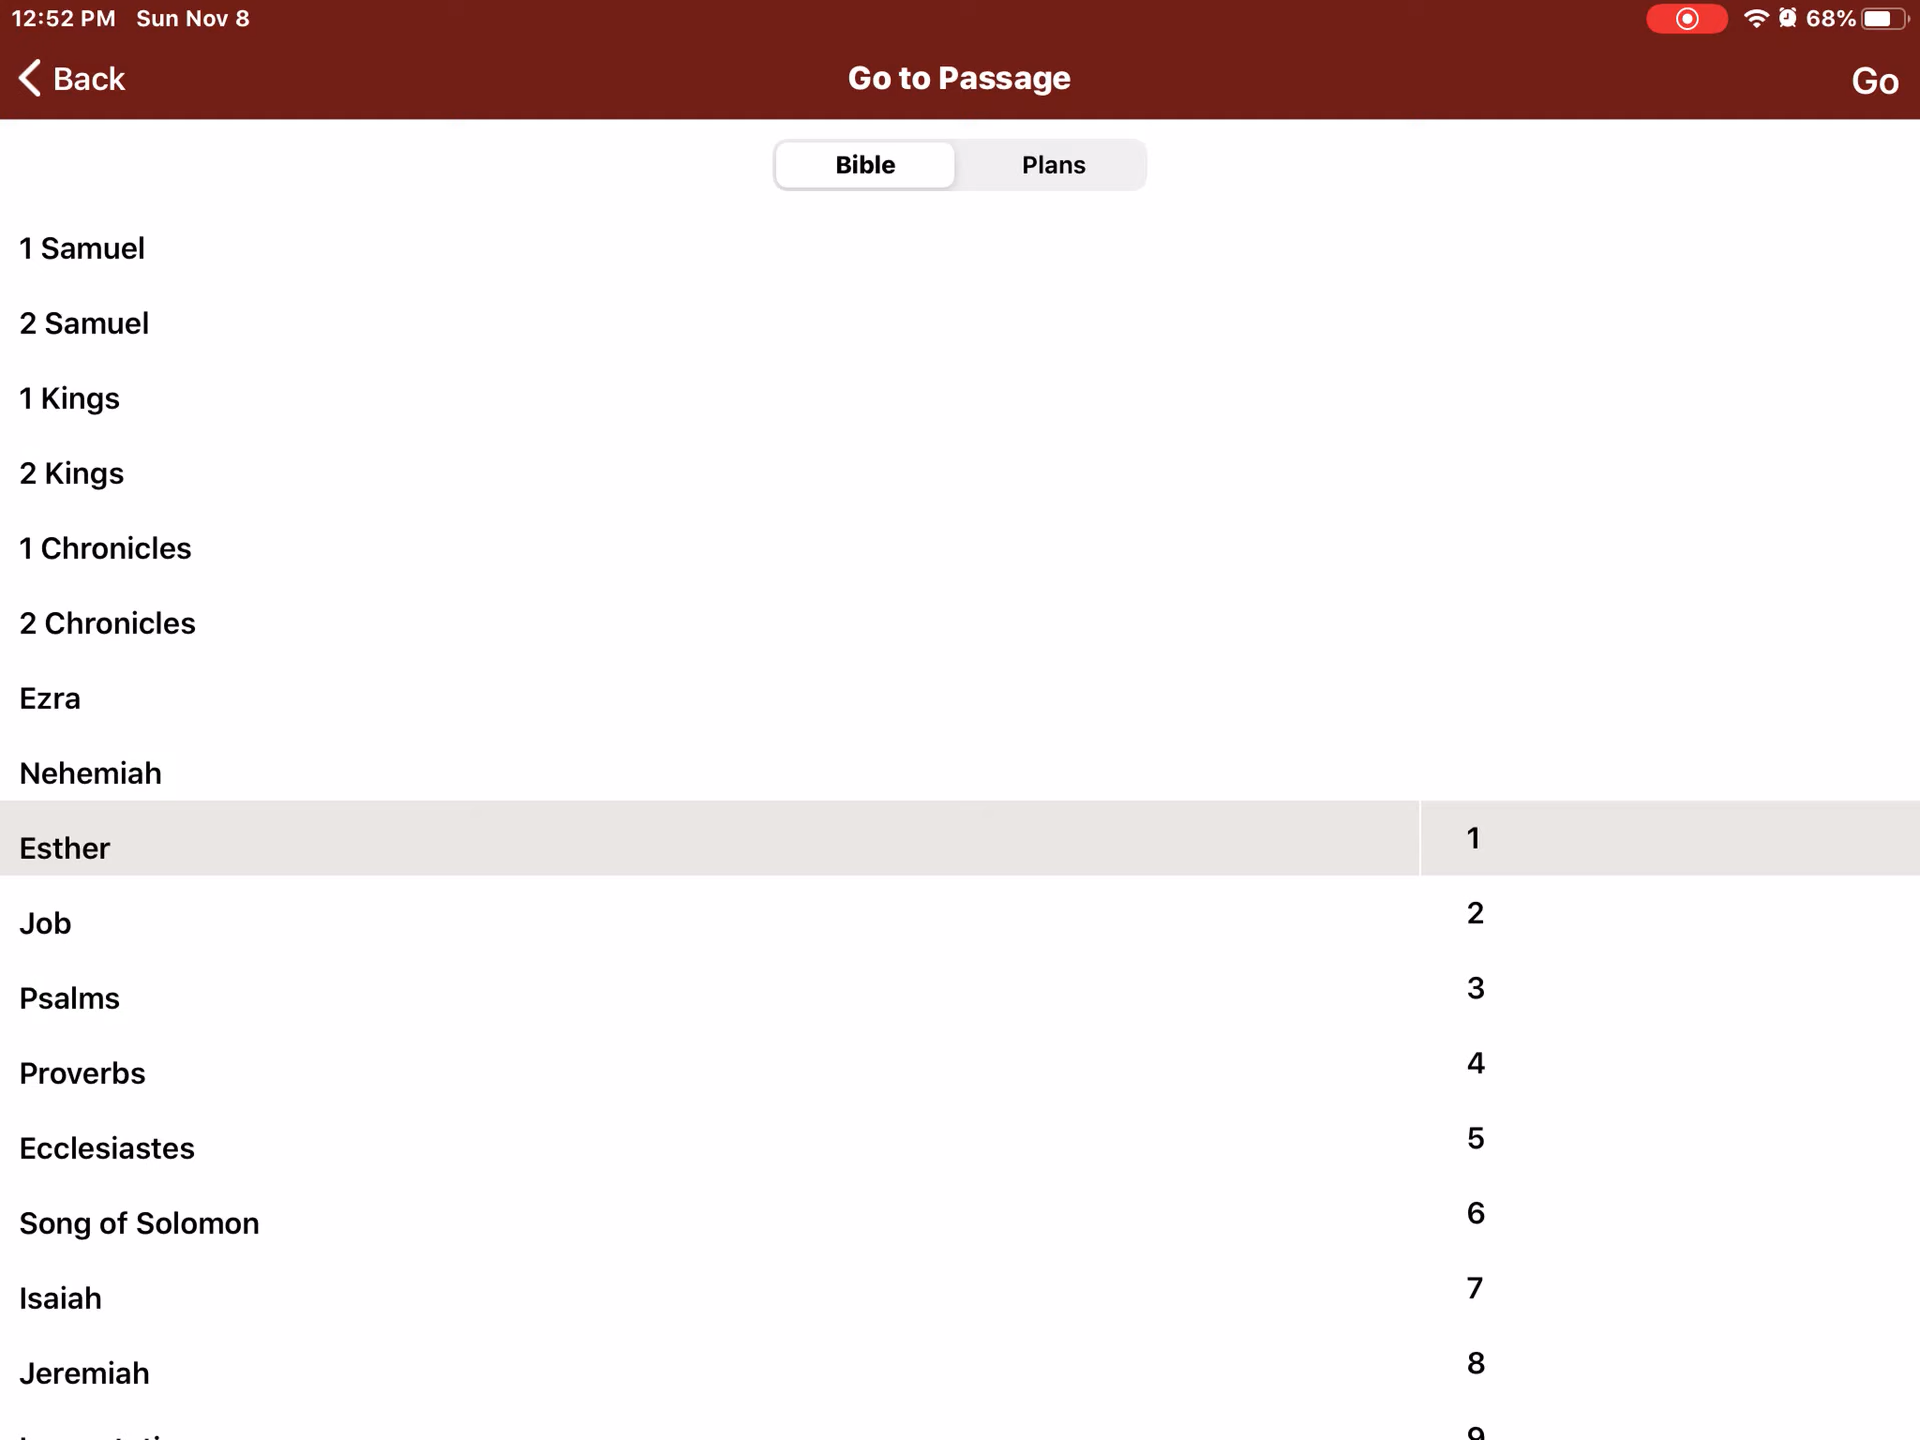 12:52 PM Sun Nov 8 68%
Back Go to Passage Go
Bible Plans
1 Samuel
2 Samuel
1 Kings
2 Kings
1 Chronicles
2 Chronicles
Ezra
Nehemiah
Esther 1
Job 2
Psalms 3
Proverbs 4
Ecclesiastes 5
Song of Solomon 6
Isaiah 7
Jeremiah 8
9